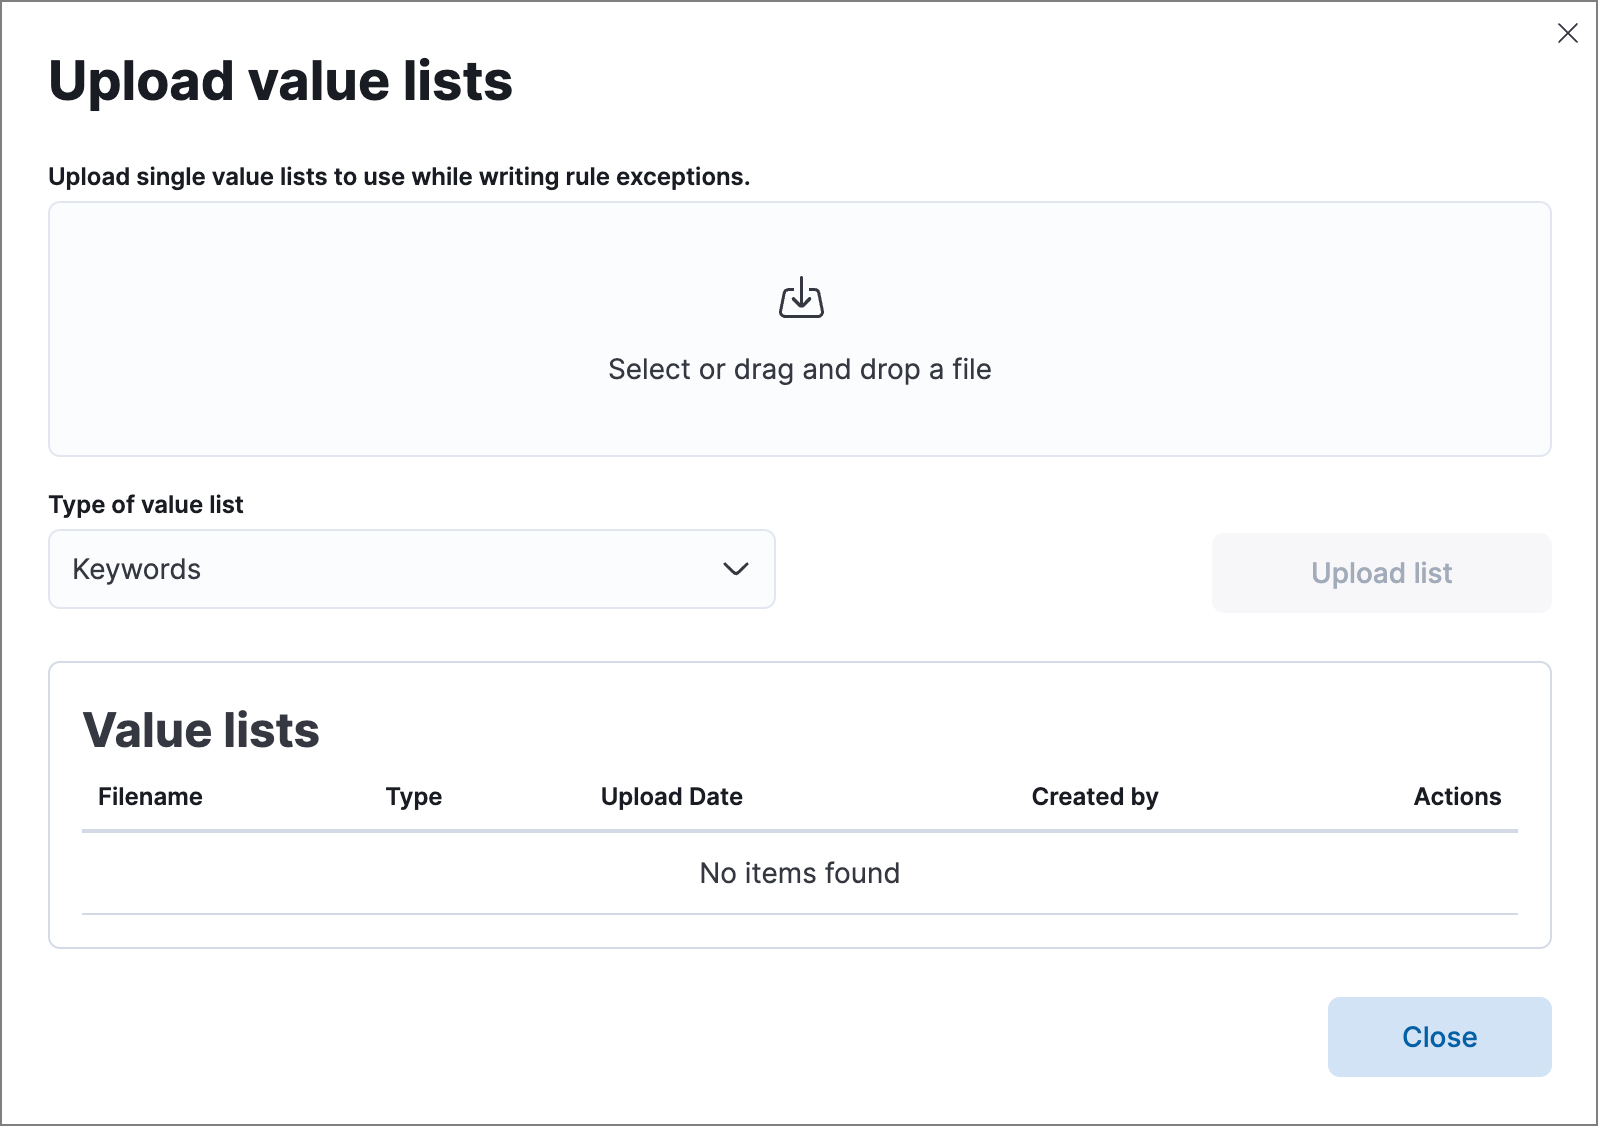 Upload value lists
Upload single value lists to use while writing rule exceptions.
Select or drag and drop a file
Type of value list
Keywords
Upload list
Value lists
Filename Type Upload Date Created by Actions
No items found
Close